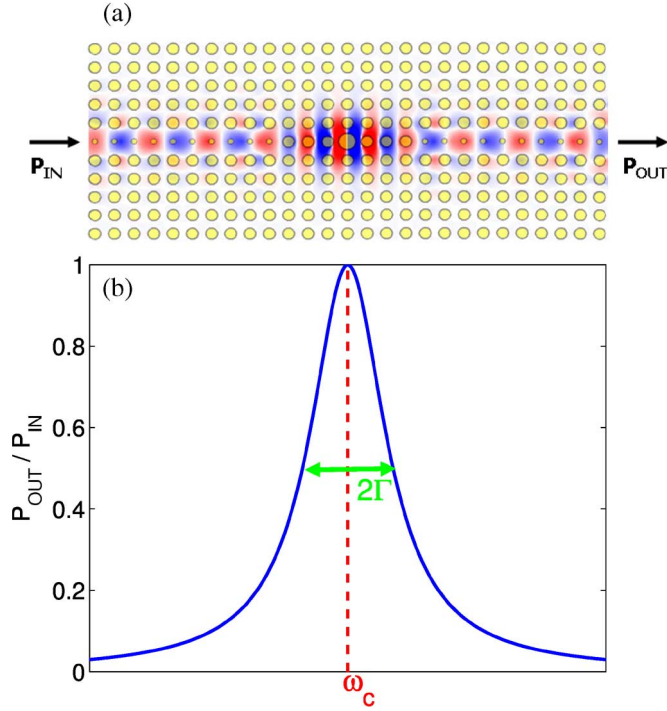 (a)
P_IN
P_OUT
(b)
P_OUT / P_IN
1
0.8
0.6
0.4
0.2
0
2Γ
ω_C